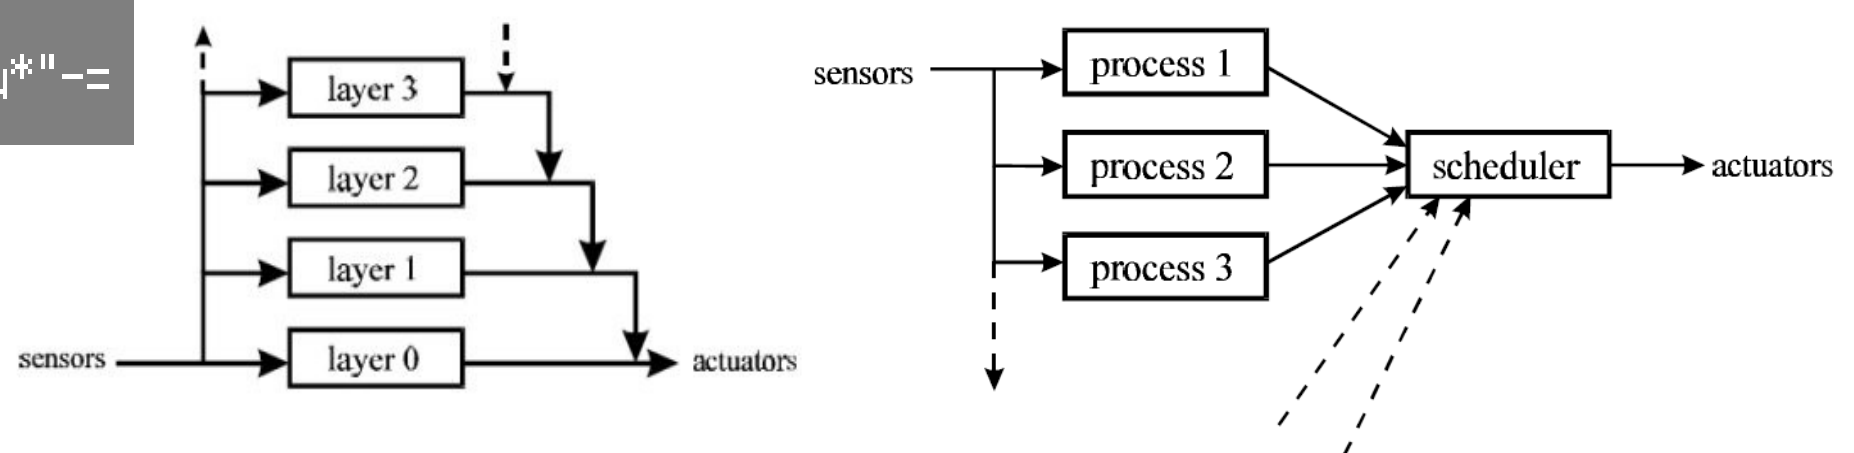 *"-=
layer 3
layer 2
layer 1
layer 0
sensors
actuators
sensors
process 1
process 2
process 3
scheduler
actuators